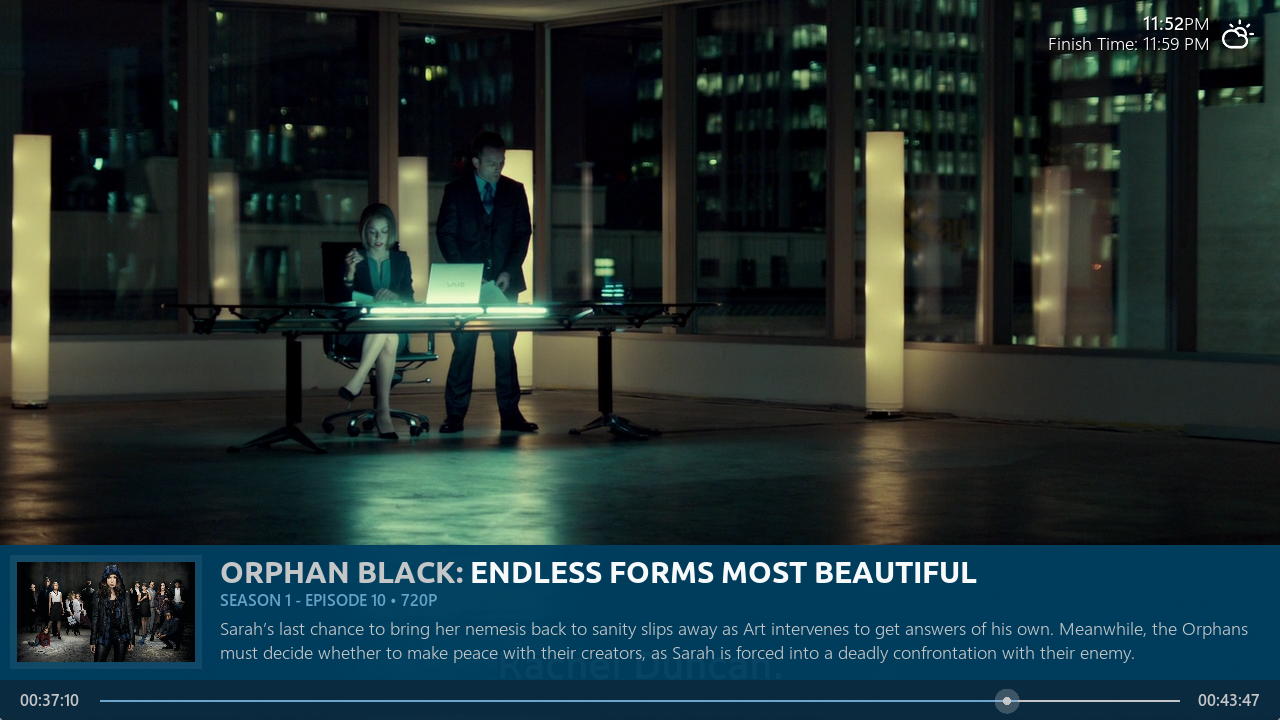 11:52PM
Finish Time: 11:59 PM
VAIO
ORPHAN BLACK: ENDLESS FORMS MOST BEAUTIFUL
SEASON 1 - EPISODE 10 • 720P
Sarah's last chance to bring her nemesis back to sanity slips away as Art intervenes to get answers of his own. Meanwhile, the Orphans
must decide whether to make peace with their creators, as Sarah is forced into a deadly confrontation with their enemy.
Rachel Duncan.
00:37:10
00:43:47